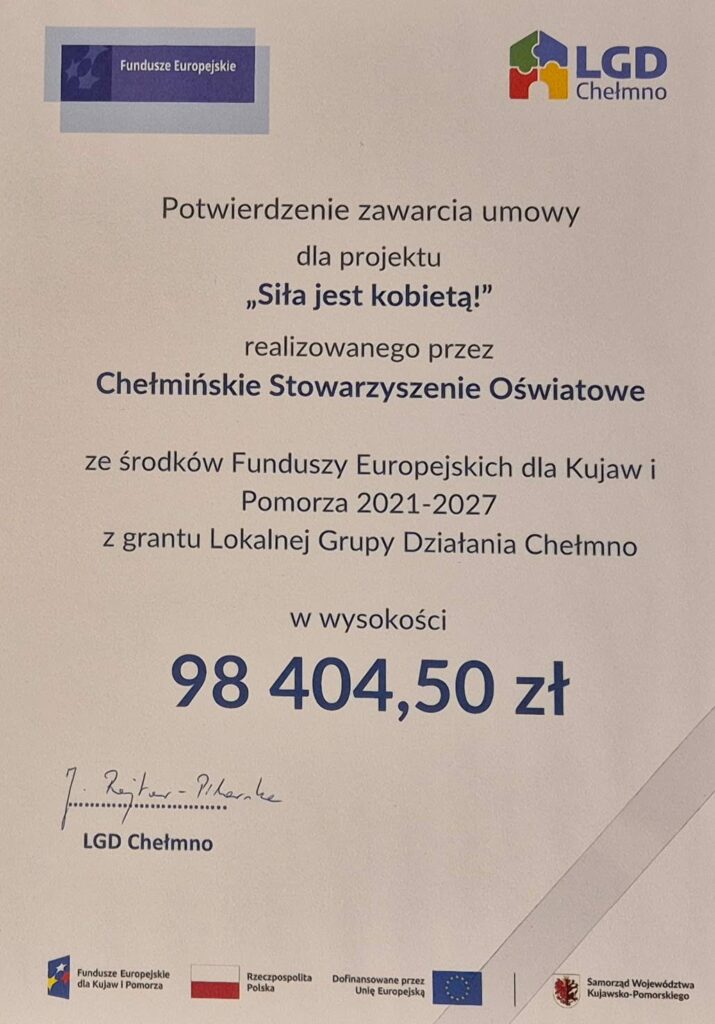 Fundusze Europejskie
LGD
Chełmno
Potwierdzenie zawarcia umowy
dla projektu
„Siła jest kobietą!”
realizowanego przez
Chełmińskie Stowarzyszenie Oświatowe
ze środków Funduszy Europejskich dla Kujaw i
Pomorza 2021-2027
z grantu Lokalnej Grupy Działania Chełmno
w wysokości
98 404,50 zł
LGD Chełmno
Fundusze Europejskie
dla Kujaw i Pomorza
Rzeczpospolita
Polska
Dofinansowane przez
Unię Europejską
Samorząd Województwa
Kujawsko-Pomorskiego